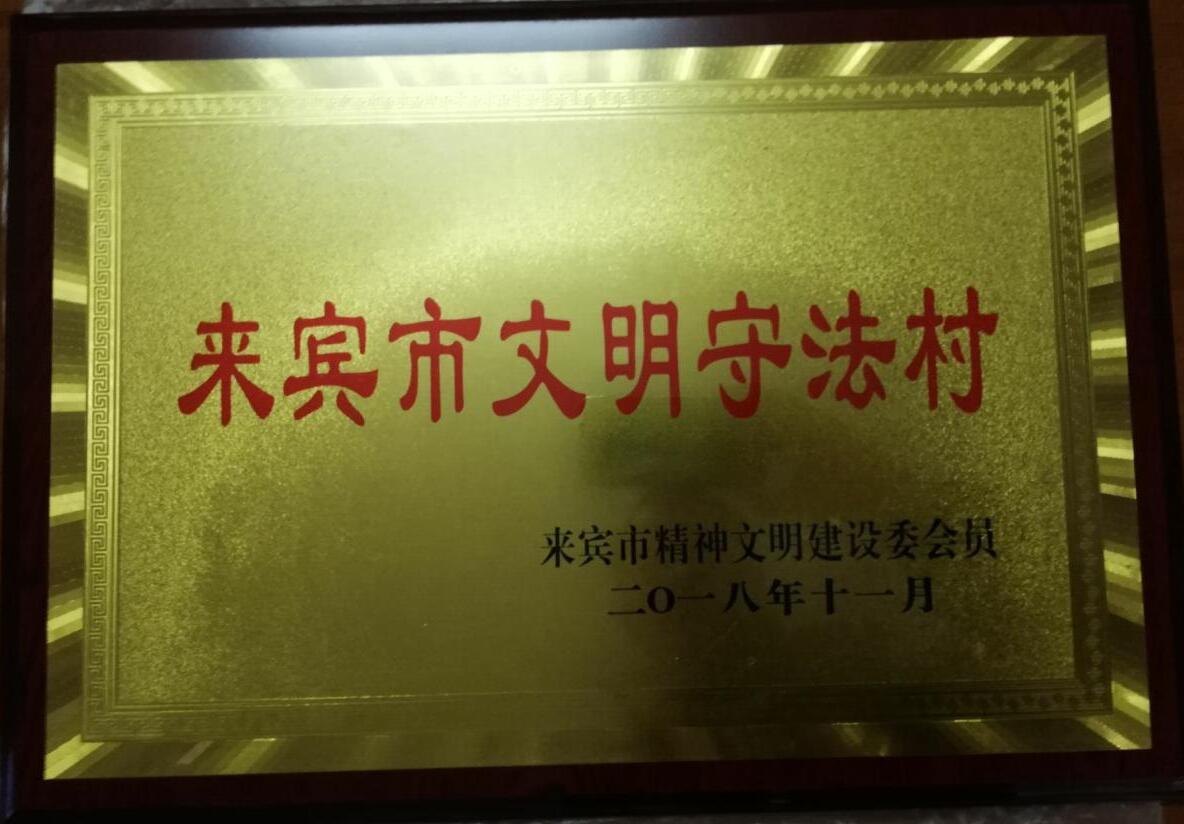 来宾市文明守法村
来宾市精神文明建设委会员
二〇一八年十一月